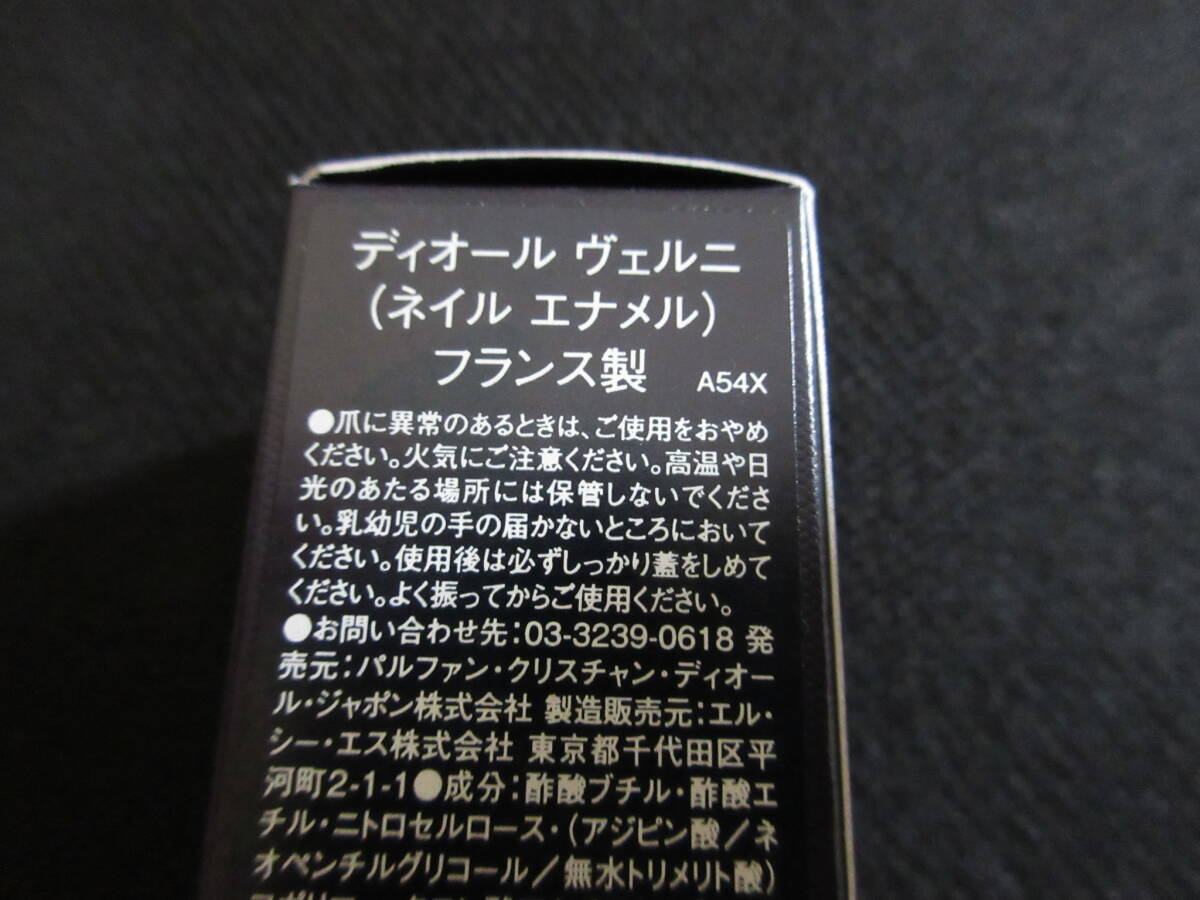 ディオール ヴェルニ
(ネイル エナメル)
フランス製 A54X
●爪に異常のあるときは、ご使用をおやめ
ください。火気にご注意ください。高温や日
光のあたる場所には保管しないでくださ
い。乳幼児の手の届かないところにおいて
ください。使用後は必ずしっかり蓋をしめて
ください。よく振ってからご使用ください。
●お問い合わせ先:03-3239-0618 発
売元:パルファン・クリスチャン・ディオー
ル・ジャポン株式会社 製造販売元:エル・
シー・エス株式会社 東京都千代田区平
河町2-1-1●成分:酢酸ブチル・酢酸エ
チル・ニトロセルロース・(アジピン酸/ネ
オペンチルグリコール/無水トリメリト酸)